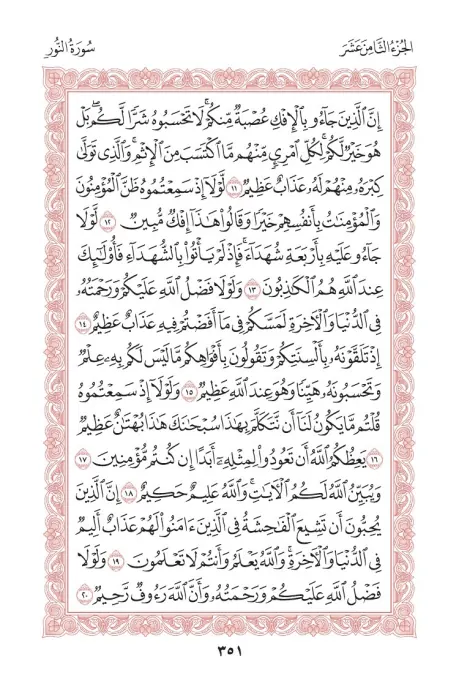 الجزء الثامن عشر
سورة النور
إِنَّ ٱلَّذِينَ جَآءُو بِٱلۡإِفۡكِ عُصۡبَةٞ مِّنكُمۡۚ لَا تَحۡسَبُوهُ شَرّٗا لَّكُمۖ بَلۡ
هُوَ خَيۡرٞ لَّكُمۡۚ لِكُلِّ ٱمۡرِيٕٖ مِّنۡهُم مَّا ٱكۡتَسَبَ مِنَ ٱلۡإِثۡمِۚ وَٱلَّذِي تَوَلَّىٰ
كِبۡرَهُۥ مِنۡهُمۡ لَهُۥ عَذَابٌ عَظِيمٞ ١١ لَّوۡلَآ إِذۡ سَمِعۡتُمُوهُ ظَنَّ ٱلۡمُؤۡمِنُونَ
وَٱلۡمُؤۡمِنَٰتُ بِأَنفُسِهِمۡ خَيۡرٗا وَقَالُواْ هَٰذَآ إِفۡكٞ مُّبِينٞ ١٢ لَّوۡلَا
جَآءُو عَلَيۡهِ بِأَرۡبَعَةِ شُهَدَآءَۚ فَإِذۡ لَمۡ يَأۡتُواْ بِٱلشُّهَدَآءِ فَأُوْلَٰٓئِكَ
عِندَ ٱللَّهِ هُمُ ٱلۡكَٰذِبُونَ ١٣ وَلَوۡلَا فَضۡلُ ٱللَّهِ عَلَيۡكُمۡ وَرَحۡمَتُهُۥ
فِي ٱلدُّنۡيَا وَٱلۡأٓخِرَةِ لَمَسَّكُمۡ فِي مَآ أَفَضۡتُمۡ فِيهِ عَذَابٌ عَظِيمٌ ١٤
إِذۡ تَلَقَّوۡنَهُۥ بِأَلۡسِنَتِكُمۡ وَتَقُولُونَ بِأَفۡوَاهِكُم مَّا لَيۡسَ لَكُم بِهِۦ عِلۡمٞ
وَتَحۡسَبُونَهُۥ هَيِّنٗا وَهُوَ عِندَ ٱللَّهِ عَظِيمٞ ١٥ وَلَوۡلَآ إِذۡ سَمِعۡتُمُوهُ
قُلۡتُم مَّا يَكُونُ لَنَآ أَن نَّتَكَلَّمَ بِهَٰذَا سُبۡحَٰنَكَ هَٰذَا بُهۡتَٰنٌ عَظِيمٞ
١٦ يَعِظُكُمُ ٱللَّهُ أَن تَعُودُواْ لِمِثۡلِهِۦٓ أَبَدًا إِن كُنتُم مُّؤۡمِنِينَ ١٧
وَيُبَيِّنُ ٱللَّهُ لَكُمُ ٱلۡأٓيَٰتِۚ وَٱللَّهُ عَلِيمٌ حَكِيمٌ ١٨ إِنَّ ٱلَّذِينَ
يُحِبُّونَ أَن تَشِيعَ ٱلۡفَٰحِشَةُ فِي ٱلَّذِينَ ءَامَنُواْ لَهُمۡ عَذَابٌ أَلِيمٞ
فِي ٱلدُّنۡيَا وَٱلۡأٓخِرَةِۚ وَٱللَّهُ يَعۡلَمُ وَأَنتُمۡ لَا تَعۡلَمُونَ ١٩ وَلَوۡلَا
فَضۡلُ ٱللَّهِ عَلَيۡكُمۡ وَرَحۡمَتُهُۥ وَأَنَّ ٱللَّهَ رَءُوفٞ رَّحِيمٞ ٢٠
٣٥١